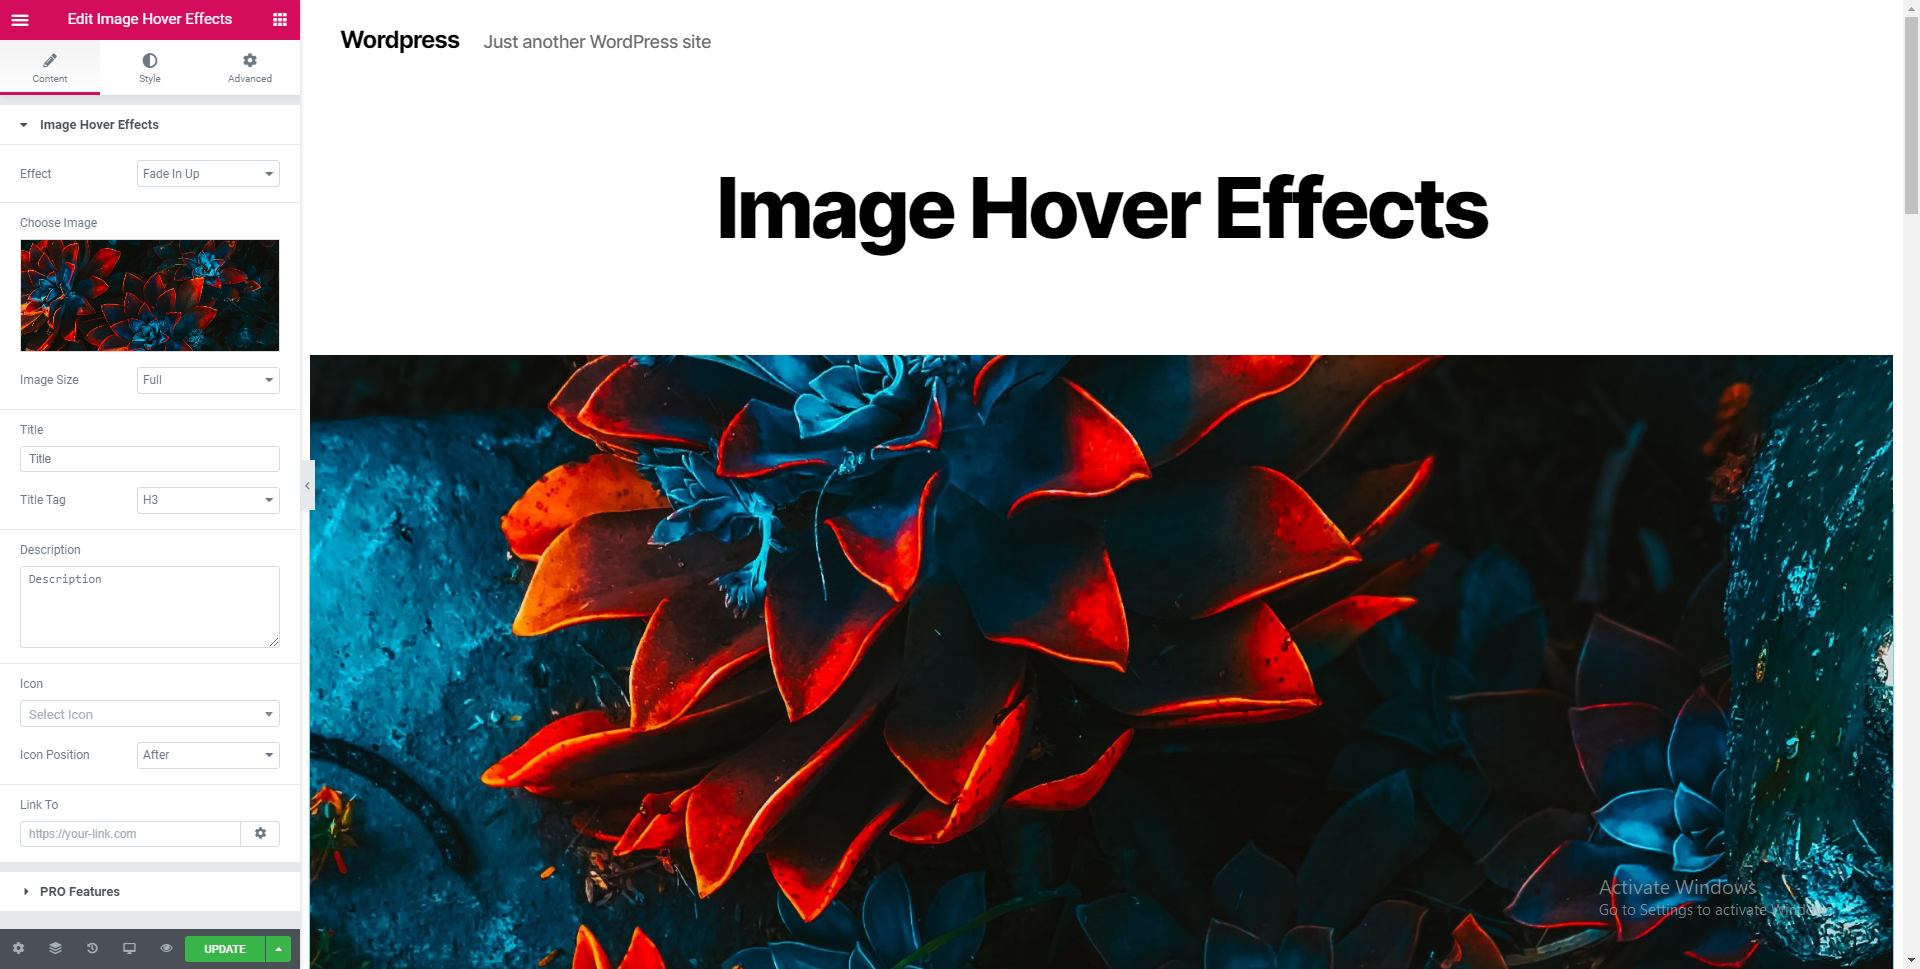 Edit Image Hover Effects
Content
Style
Advanced
Image Hover Effects
Effect
Fade In Up
Choose Image
Image Size
Full
Title
Title
Title Tag
H3
Description
Description
Icon
Select Icon
Icon Position
After
Link To
https://your-link.com
PRO Features
UPDATE
Wordpress
Just another WordPress site
Image Hover Effects
Activate Windows
Go to Settings to activate Windows.